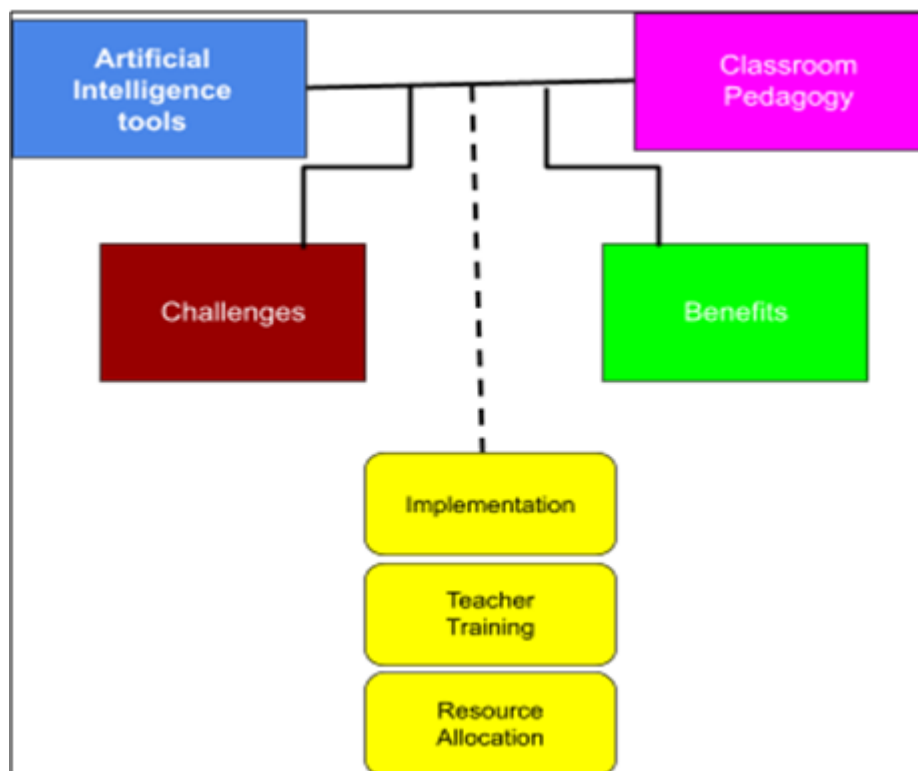 Artificial
Intelligence
tools
Classroom
Pedagogy
Challenges
Benefits
Implementation
Teacher
Training
Resource
Allocation